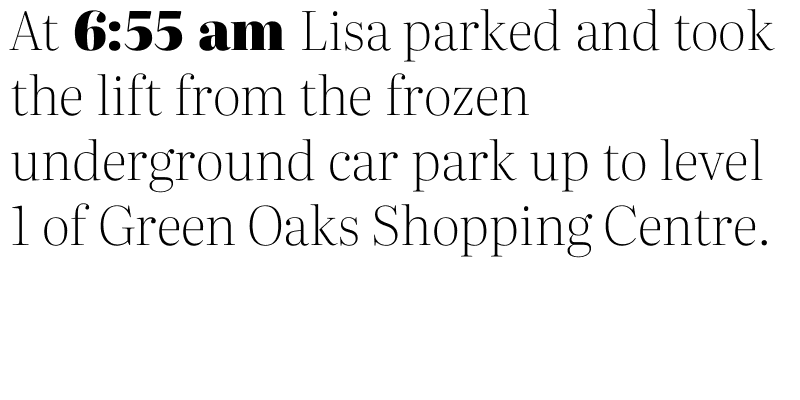 At 6:55 am Lisa parked and took
the lift from the frozen
underground car park up to level
1 of Green Oaks Shopping Centre.